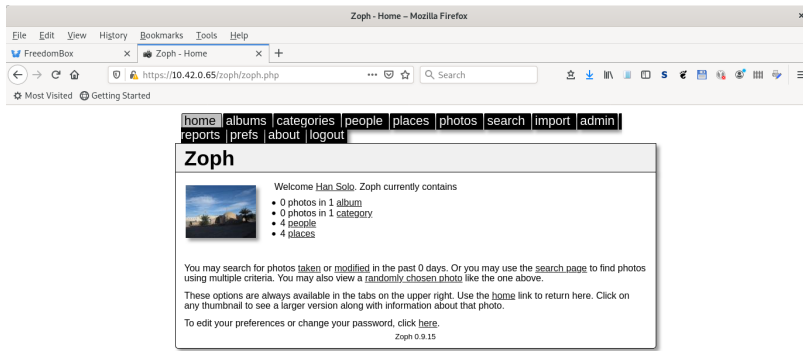 Zoph - Home – Mozilla Firefox
File Edit View History Bookmarks Tools Help
FreedomBox
Zoph - Home
https://10.42.0.65/zoph/zoph.php
Search
Most Visited
Getting Started
home albums categories people places photos search import admin
reports prefs about logout
Zoph
Welcome Han Solo. Zoph currently contains
• 0 photos in 1 album
• 0 photos in 1 category
• 4 people
• 4 places
You may search for photos taken or modified in the past 0 days. Or you may use the search page to find photos
using multiple criteria. You may also view a randomly chosen photo like the one above.
These options are always available in the tabs on the upper right. Use the home link to return here. Click on
any thumbnail to see a larger version along with information about that photo.
To edit your preferences or change your password, click here.
Zoph 0.9.15